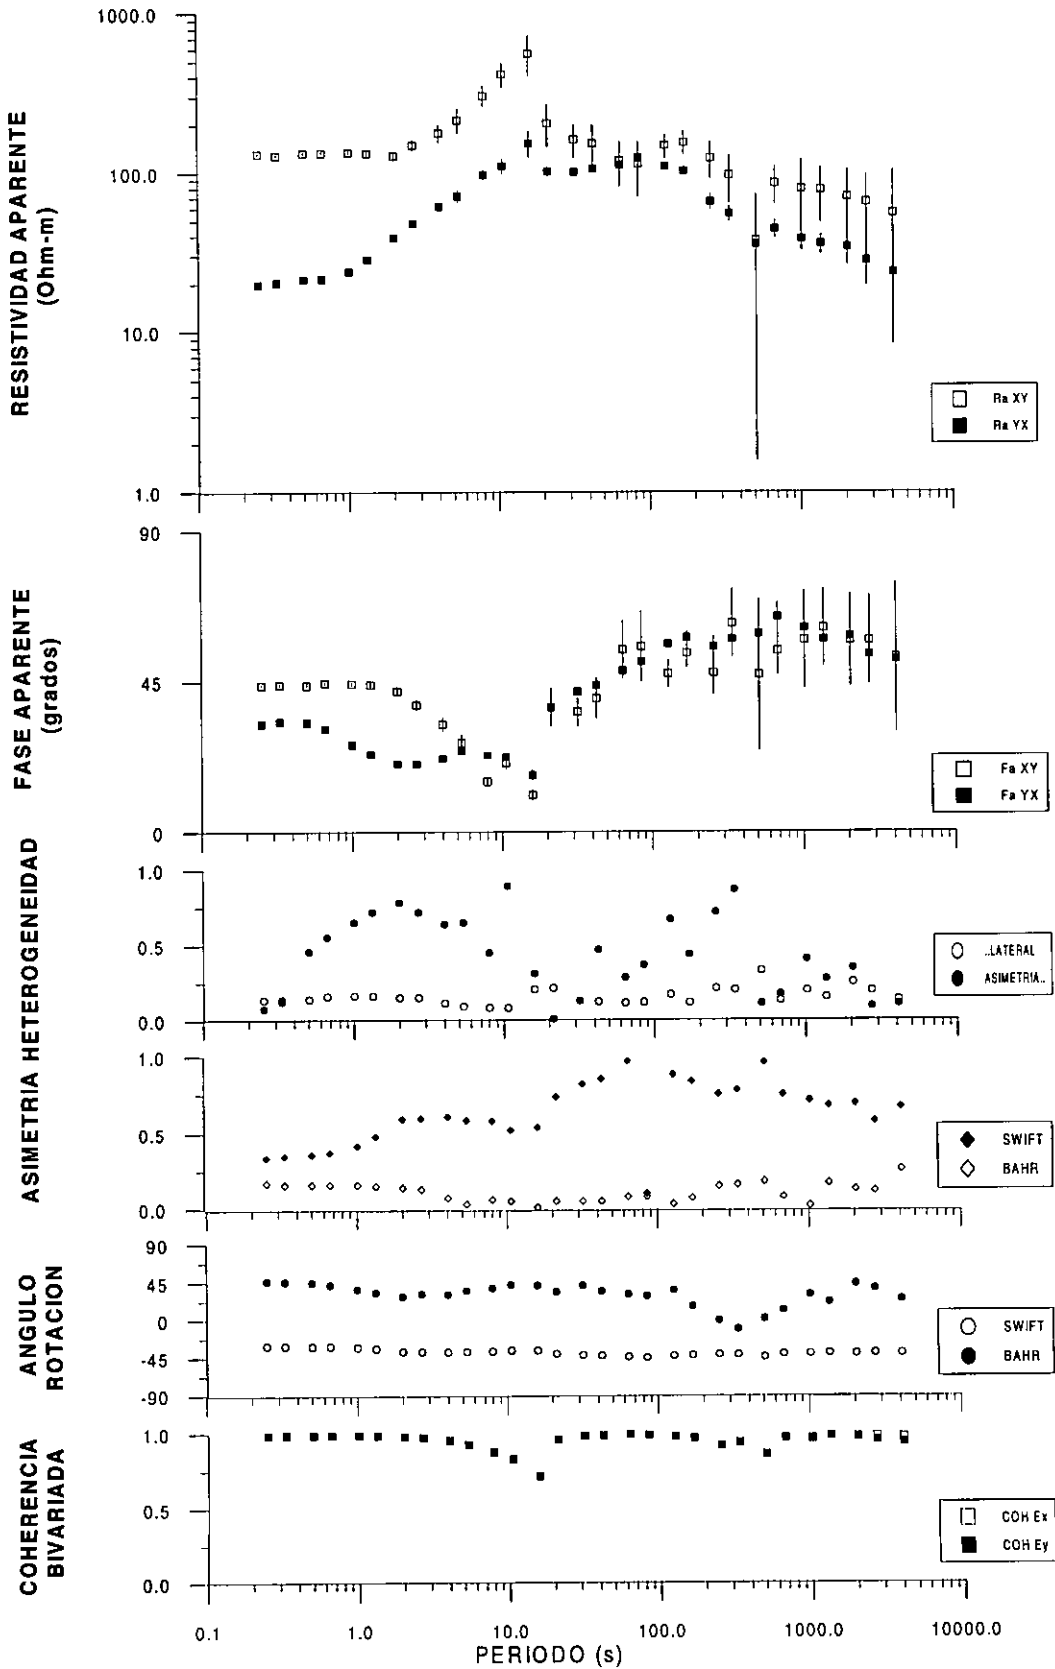 RESISTIVIDAD APARENTE
(Ohm-m)
1000.0
100.0
10.0
1.0
Ra XY
Ra YX
FASE APARENTE
(grados)
90
45
0
Fa XY
Fa YX
ASIMETRIA HETEROGENEIDAD
1.0
0.5
0.0
..LATERAL
ASIMETRIA..
1.0
0.5
0.0
SWIFT
BAHR
ANGULO
ROTACION
90
45
0
-45
-90
SWIFT
BAHR
COHERENCIA
BIVARIADA
1.0
0.5
0.0
COH Ex
COH Ey
0.1
1.0
10.0
100.0
1000.0
10000.0
PERIODO (s)